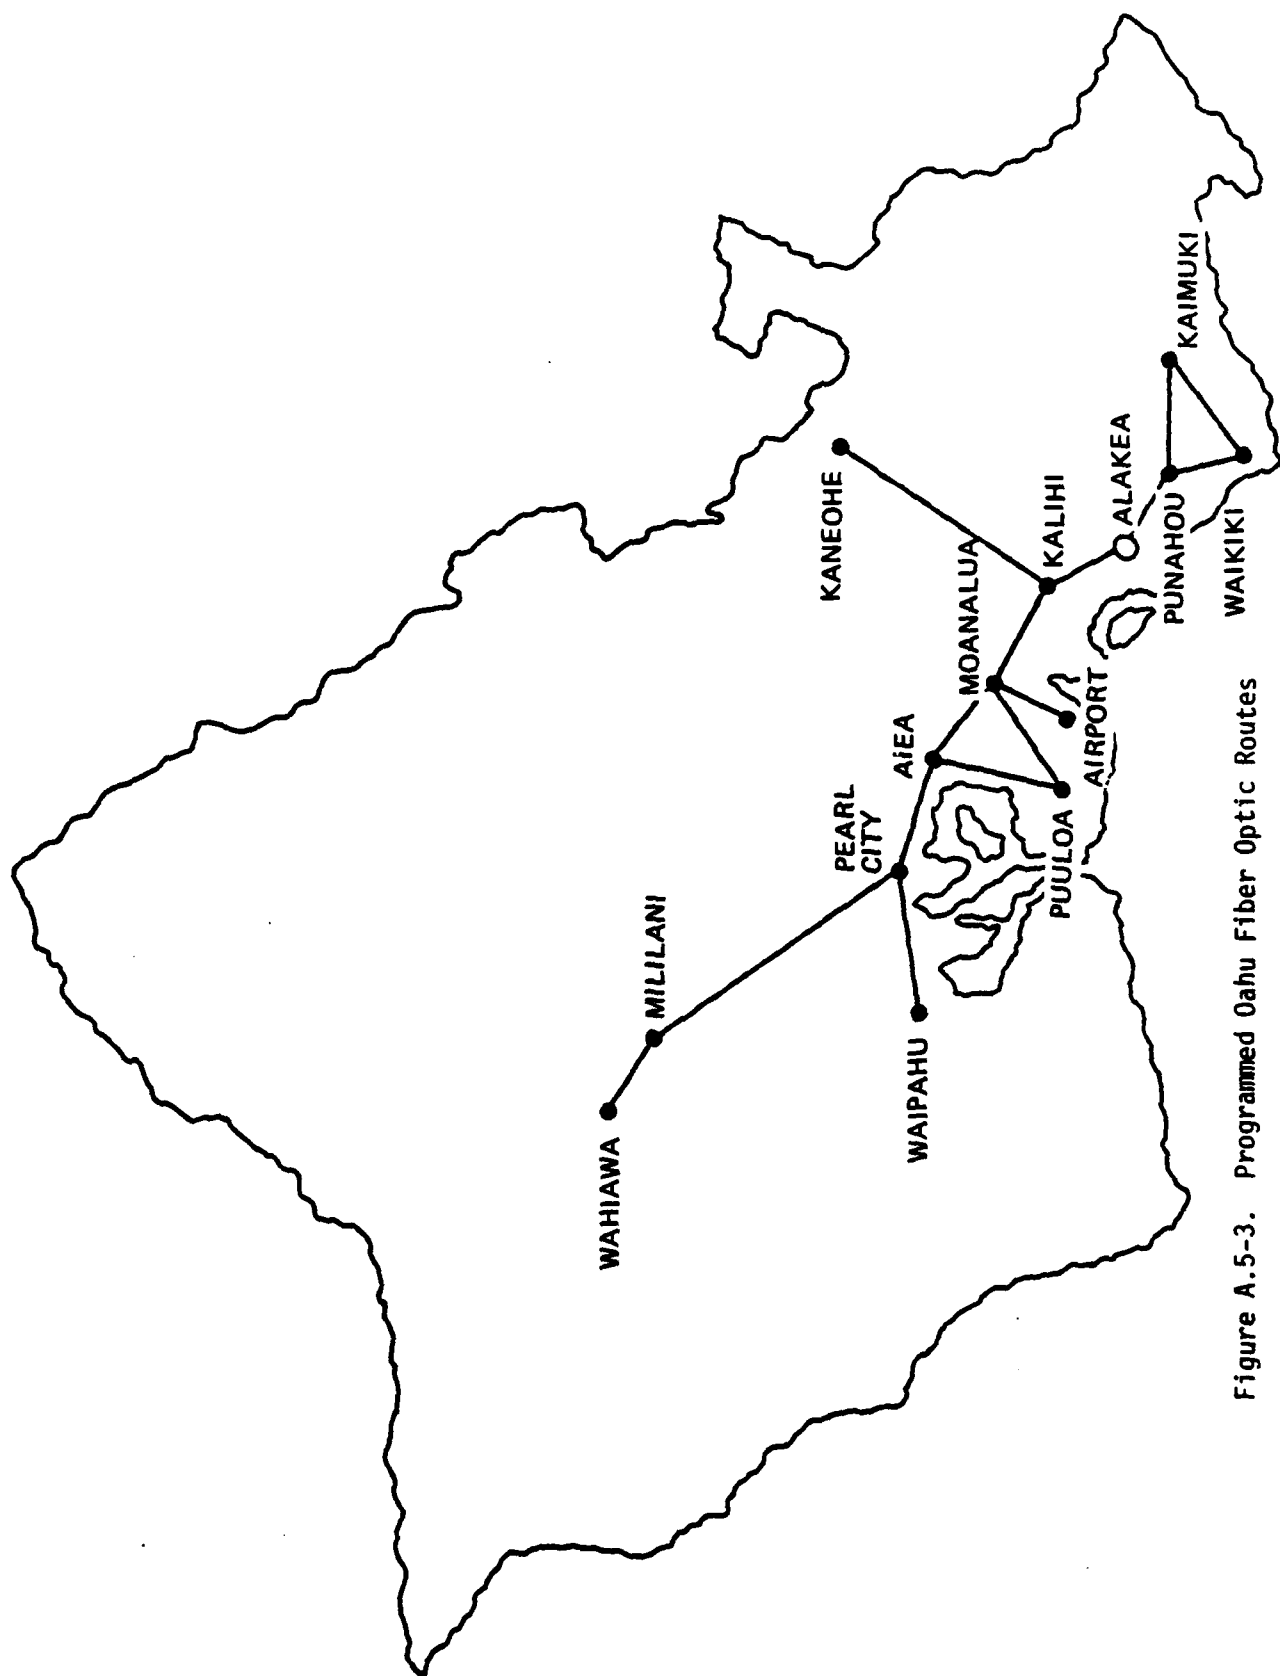 WAHIAWA
MILILANI
WAIPAHU
PEARL
CITY
AiEA
PUULOA
AIRPORT
MOANALUA
KALIHI
KANEOHE
ALAKEA
PUNAHOU
WAIKIKI
KAIMUKI
Figure A.5-3. Programmed Oahu Fiber Optic Routes